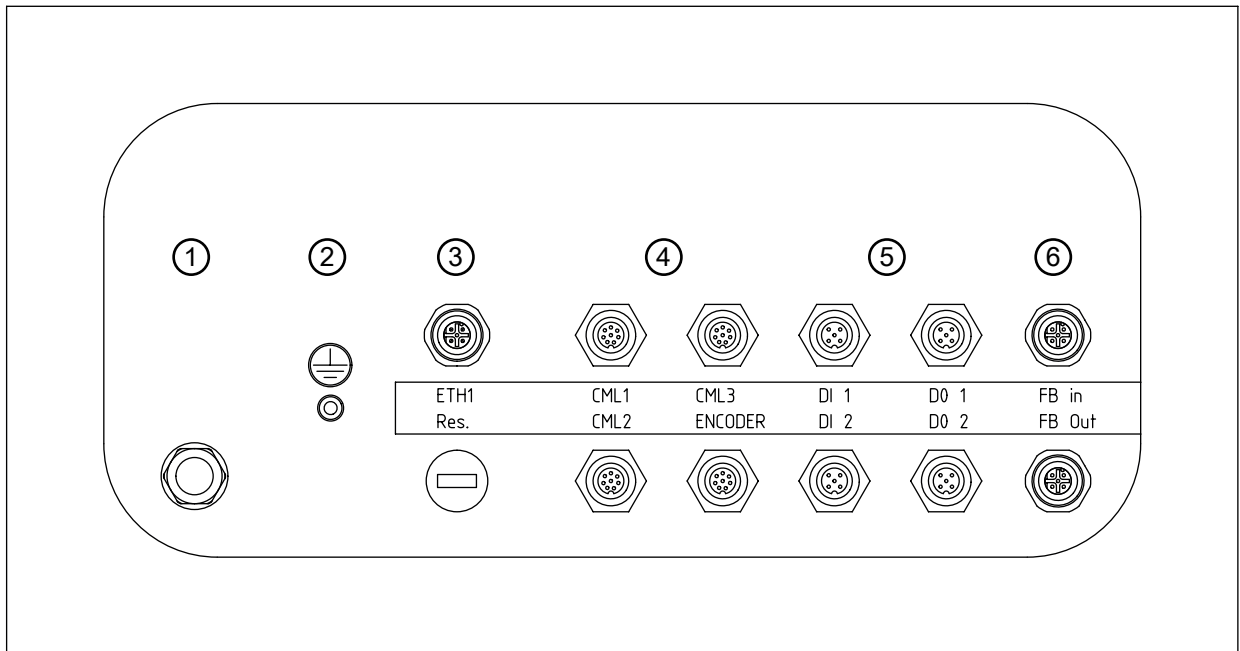 1 2 3 4 5 6
ETH1 CML1 CML3 DI 1 DO 1 FB in
Res. CML2 ENCODER DI 2 DO 2 FB Out